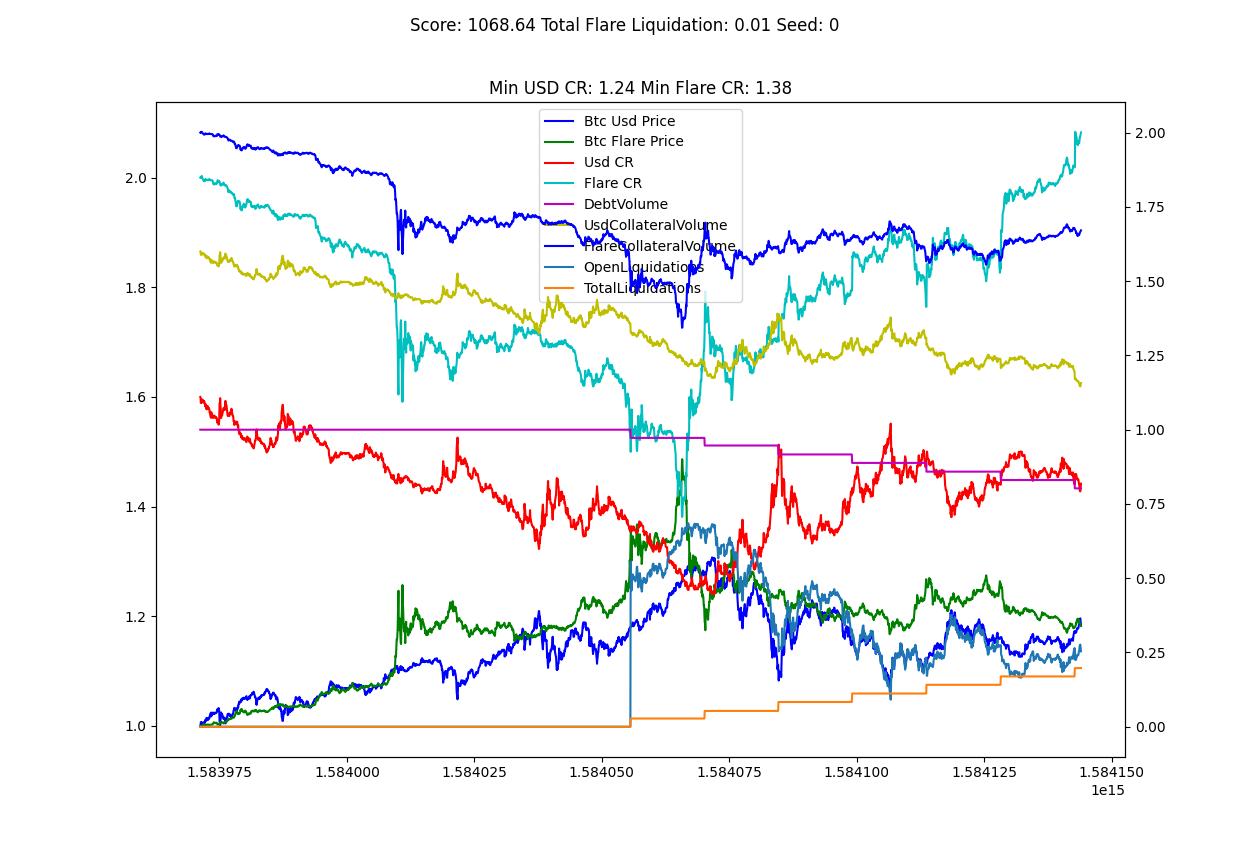 Score: 1068.64 Total Flare Liquidation: 0.01 Seed: 0
Min USD CR: 1.24 Min Flare CR: 1.38
Btc Usd Price
Btc Flare Price
Usd CR
Flare CR
DebtVolume
UsdCollateralVolume
FlareCollateralVolume
OpenLiquidations
TotalLiquidations
2.0
1.8
1.6
1.4
1.2
1.0
2.00
1.75
1.50
1.25
1.00
0.75
0.50
0.25
0.00
1.583975 1.584000 1.584025 1.584050 1.584075 1.584100 1.584125 1.584150
1e15